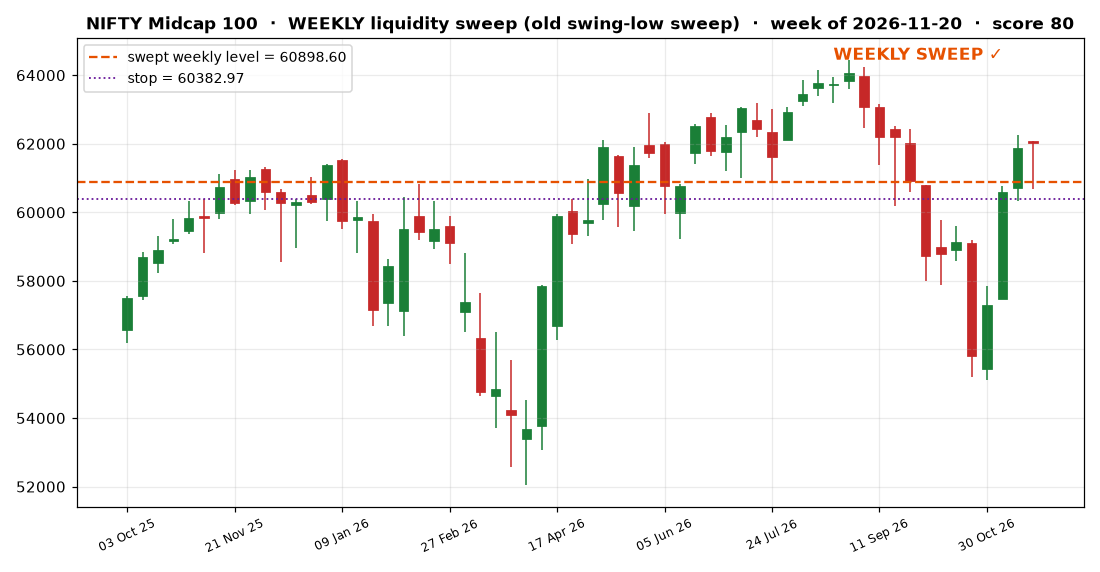 NIFTY Midcap 100  ·  WEEKLY liquidity sweep (old swing-low sweep)  ·  week of 2026-11-20  ·  score 80
swept weekly level = 60898.60
stop = 60382.97
WEEKLY SWEEP ✓
64000
62000
60000
58000
56000
54000
52000
03 Oct 25
21 Nov 25
09 Jan 26
27 Feb 26
17 Apr 26
05 Jun 26
24 Jul 26
11 Sep 26
30 Oct 26